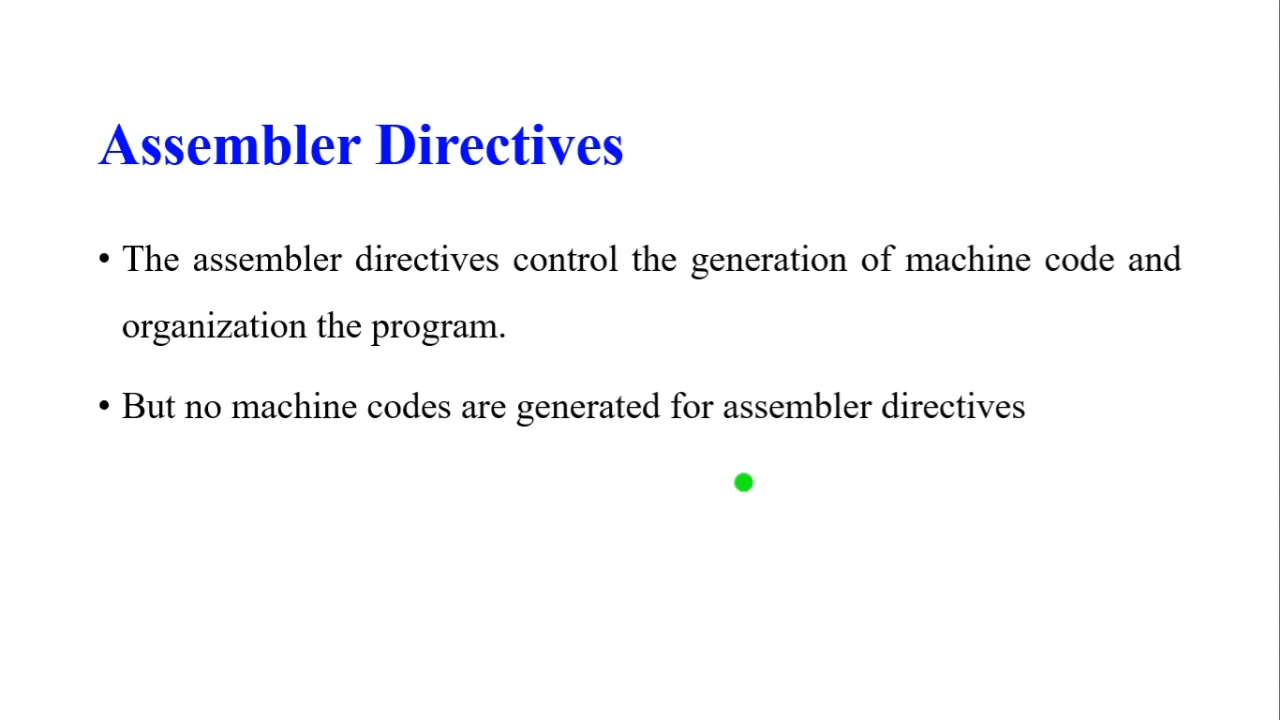 Assembler Directives
• The assembler directives control the generation of machine code and
organization the program.
• But no machine codes are generated for assembler directives